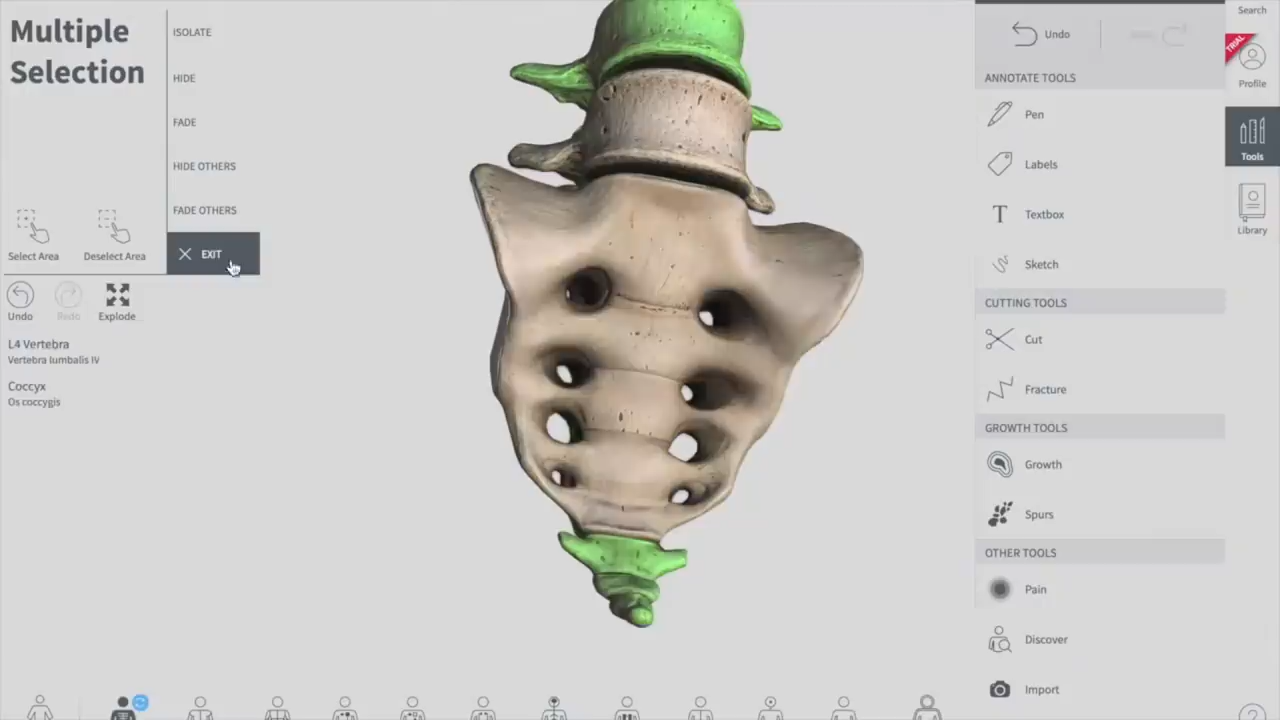 Multiple
Selection
ISOLATE
HIDE
FADE
HIDE OTHERS
FADE OTHERS
EXIT
Select Area
Deselect Area
Undo
Redo
Explode
L4 Vertebra
Vertebra lumbalis IV
Coccyx
Os coccygis
Undo
ANNOTATE TOOLS
Pen
Labels
Textbox
Sketch
CUTTING TOOLS
Cut
Fracture
GROWTH TOOLS
Growth
Spurs
OTHER TOOLS
Pain
Discover
Import
Search
TRIAL
Profile
Tools
Library